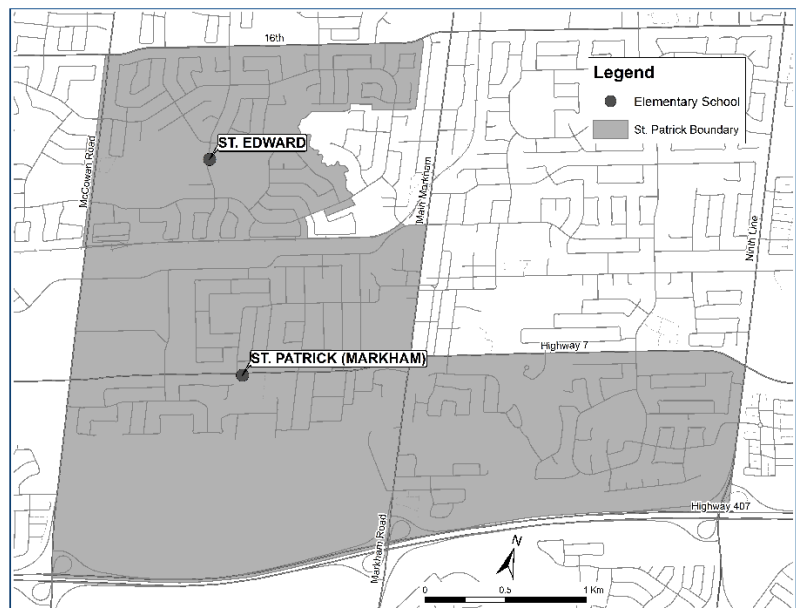 16th
Legend
Elementary School
St. Patrick Boundary
ST. EDWARD
McCowan Road
Main Markham
Ninth Line
Highway 7
ST. PATRICK (MARKHAM)
Highway 407
Markham Road
N
0 0.5 1 Km